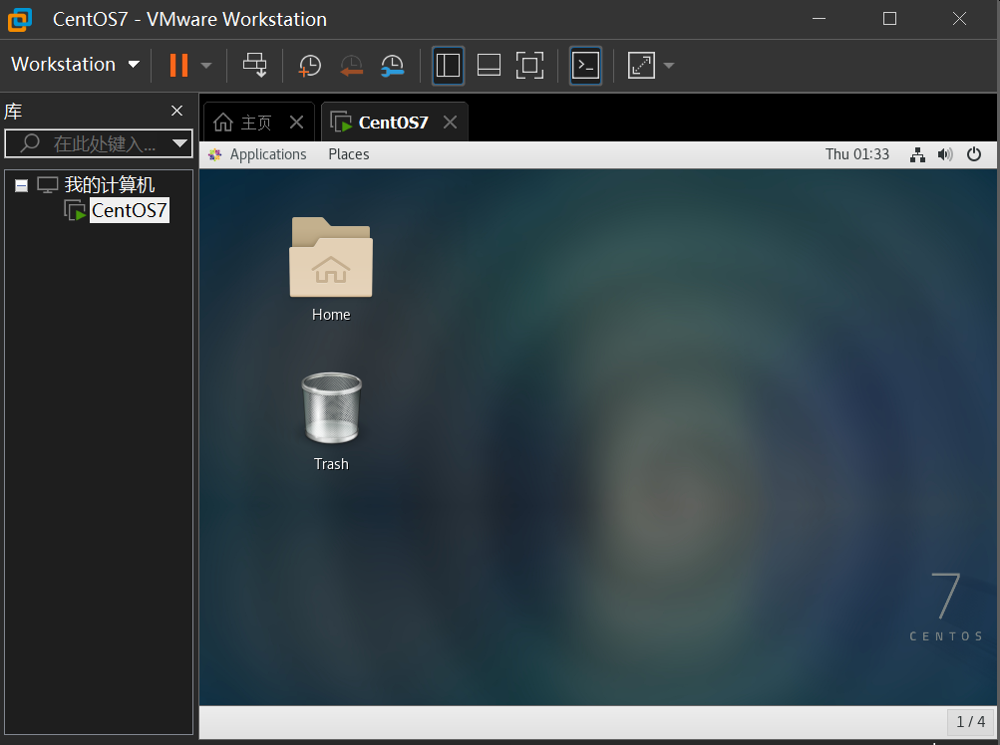 CentOS7 - VMware Workstation
Workstation
库
在此处键入...
我的计算机
CentOS7
主页
CentOS7
Applications Places Thu 01:33
Home
Trash
7
CENTOS
1 / 4